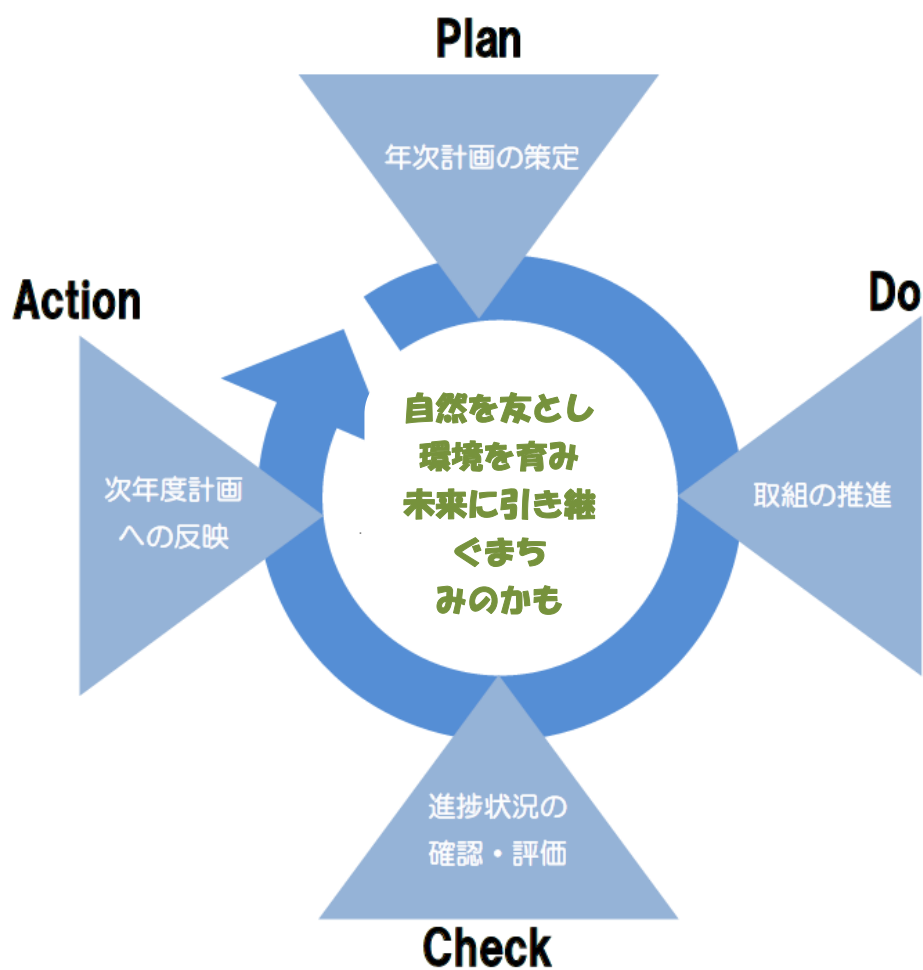 Plan
年次計画の策定
Action
Do
自然を友とし
環境を育み
未来に引き継
ぐまち
みのかも
次年度計画
への反映
取組の推進
進捗状況の
確認・評価
Check